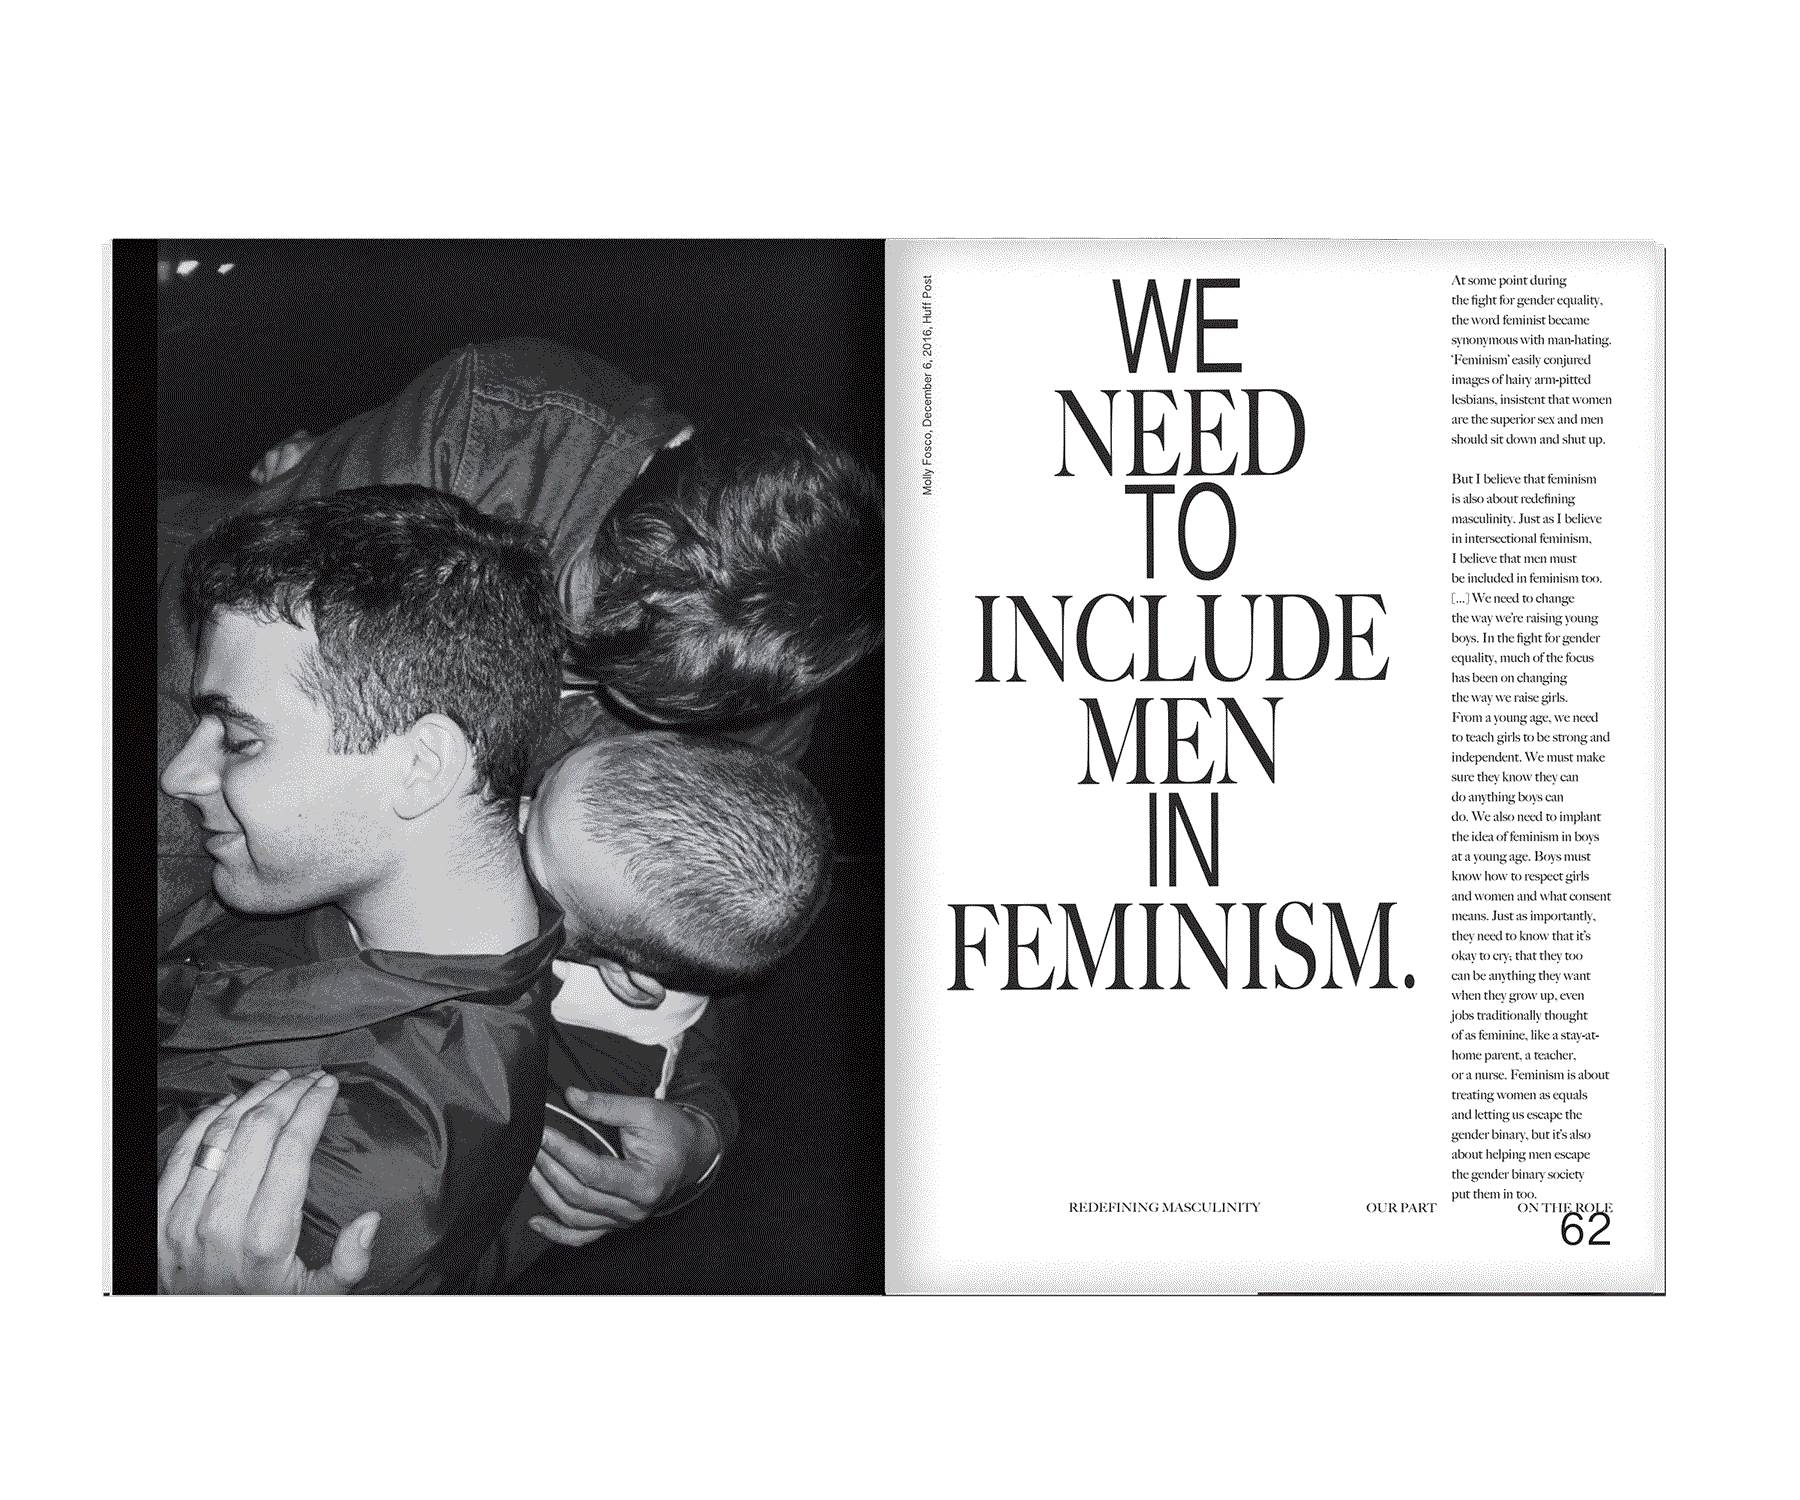 Molly Fosco, December 6, 2016, Huff Post
WE
NEED
TO
INCLUDE
MEN
IN
FEMINISM.
At some point during
the fight for gender equality,
the word feminist became
synonymous with man-hating.
‘Feminism’ easily conjured
images of hairy arm-pitted
lesbians, insistent that women
are the superior sex and men
should sit down and shut up.
But I believe that feminism
is also about redefining
masculinity. Just as I believe
in intersectional feminism,
I believe that men must
be included in feminism too.
[...] We need to change
the way we're raising young
boys. In the fight for gender
equality, much of the focus
has been on changing
the way we raise girls.
From a young age, we need
to teach girls to be strong and
independent. We must make
sure they know they can
do anything boys can
do. We also need to implant
the idea of feminism in boys
at a young age. Boys must
know how to respect girls
and women and what consent
means. Just as importantly,
they need to know that it's
okay to cry; that they too
can be anything they want
when they grow up, even
jobs traditionally thought
of as feminine, like a stay-at-
home parent, a teacher,
or a nurse. Feminism is about
treating women as equals
and letting us escape the
gender binary, but it's also
about helping men escape
the gender binary society
put them in too.
REDEFINING MASCULINITY OUR PART ON THE ROLE
62